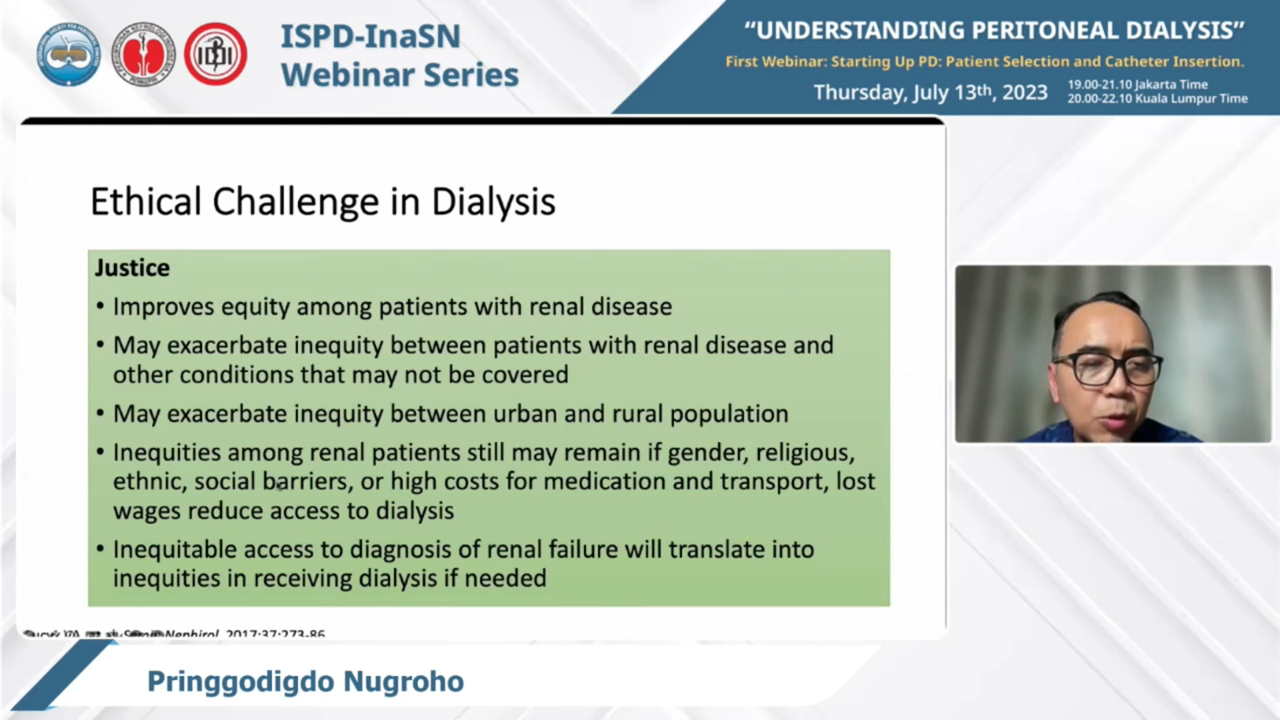 ISPD-InaSN
Webinar Series
“UNDERSTANDING PERITONEAL DIALYSIS”
First Webinar: Starting Up PD: Patient Selection and Catheter Insertion.
Thursday, July 13th, 2023
19.00-21.10 Jakarta Time
20.00-22.10 Kuala Lumpur Time
Ethical Challenge in Dialysis
Justice
• Improves equity among patients with renal disease
• May exacerbate inequity between patients with renal disease and
other conditions that may not be covered
• May exacerbate inequity between urban and rural population
• Inequities among renal patients still may remain if gender, religious,
ethnic, social barriers, or high costs for medication and transport, lost
wages reduce access to dialysis
• Inequitable access to diagnosis of renal failure will translate into
inequities in receiving dialysis if needed
Nephrol. 2017:37:273-86
Pringgodigdo Nugroho